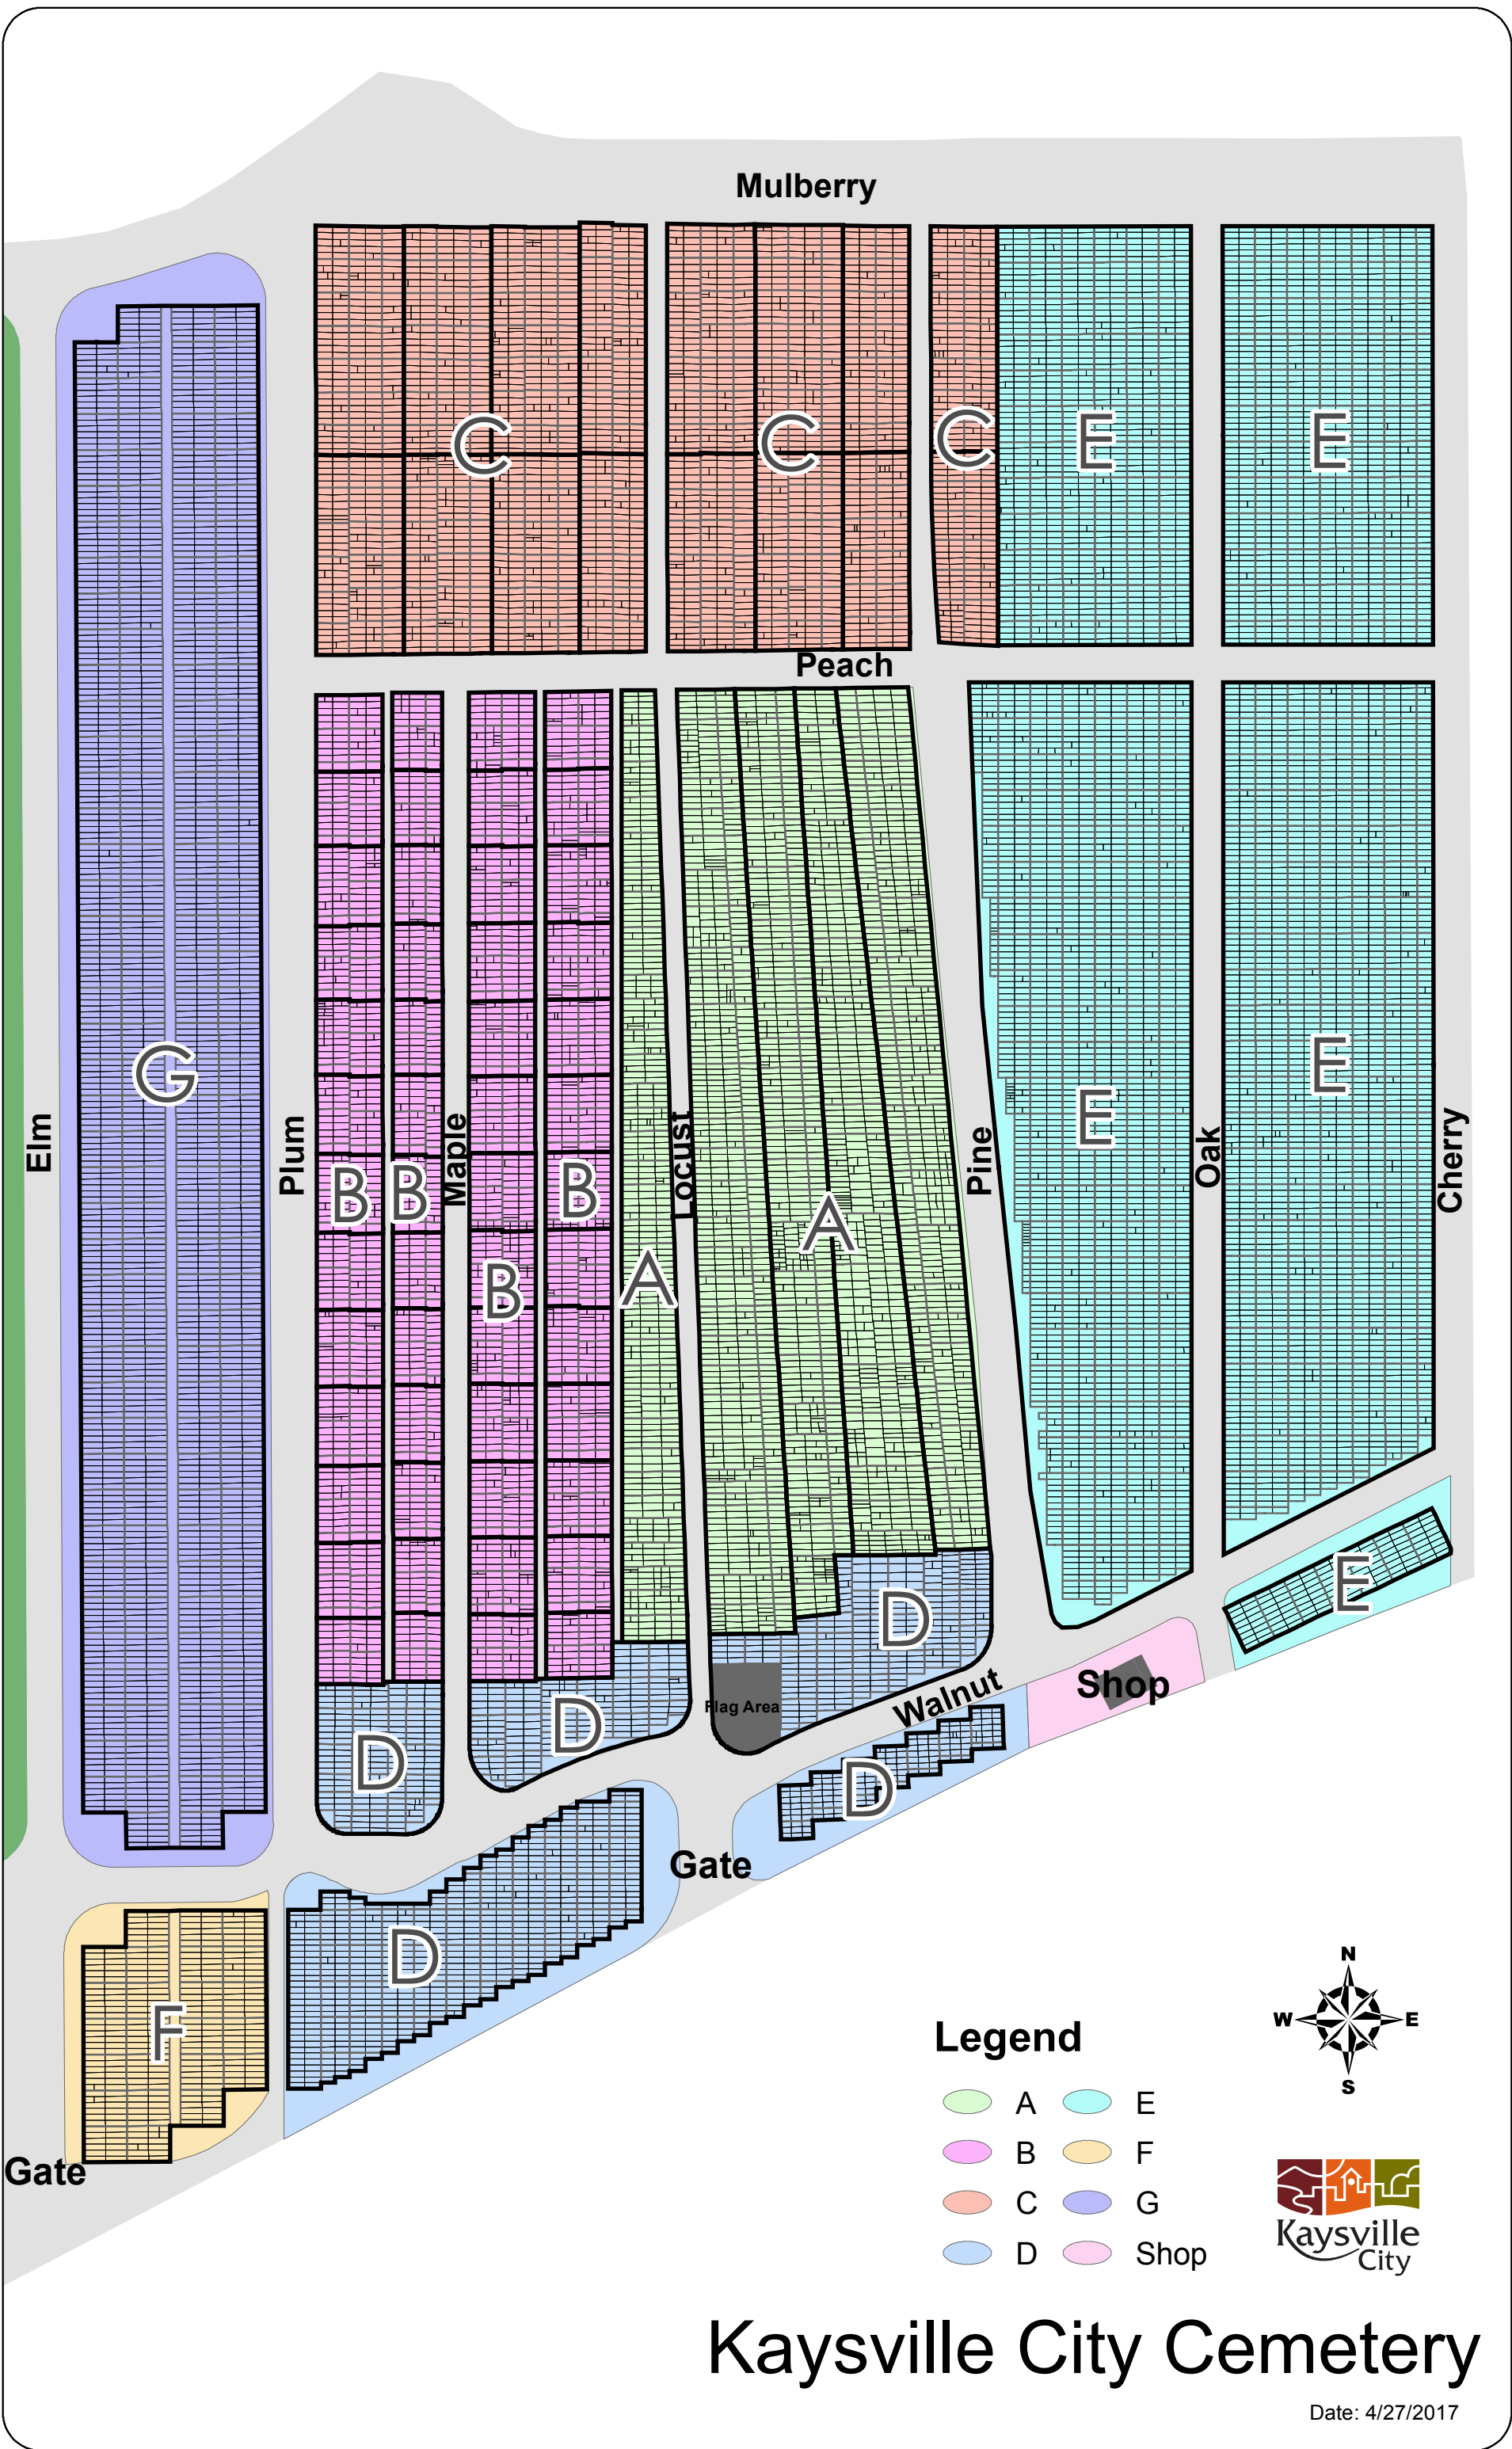 Mulberry
C
C
C
E
E
Peach
G
Elm
Plum
B
B
Maple
B
B
A
Locust
A
Pine
E
Oak
E
Cherry
E
D
D
D
Flag Area
Walnut
Shop
D
Gate
D
F
Gate
N
W
E
S
Legend
A
E
B
F
C
G
D
Shop
Kaysville
City
Kaysville City Cemetery
Date: 4/27/2017